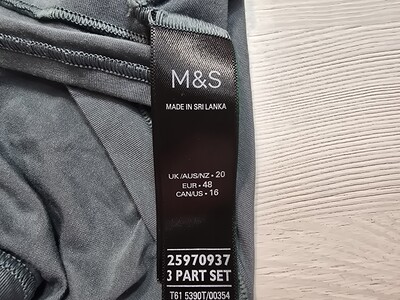 M&S
MADE IN SRI LANKA
UK/AUS/NZ • 20
EUR • 48
CAN/US • 16
25970937
3 PART SET
T61 5390T/00354